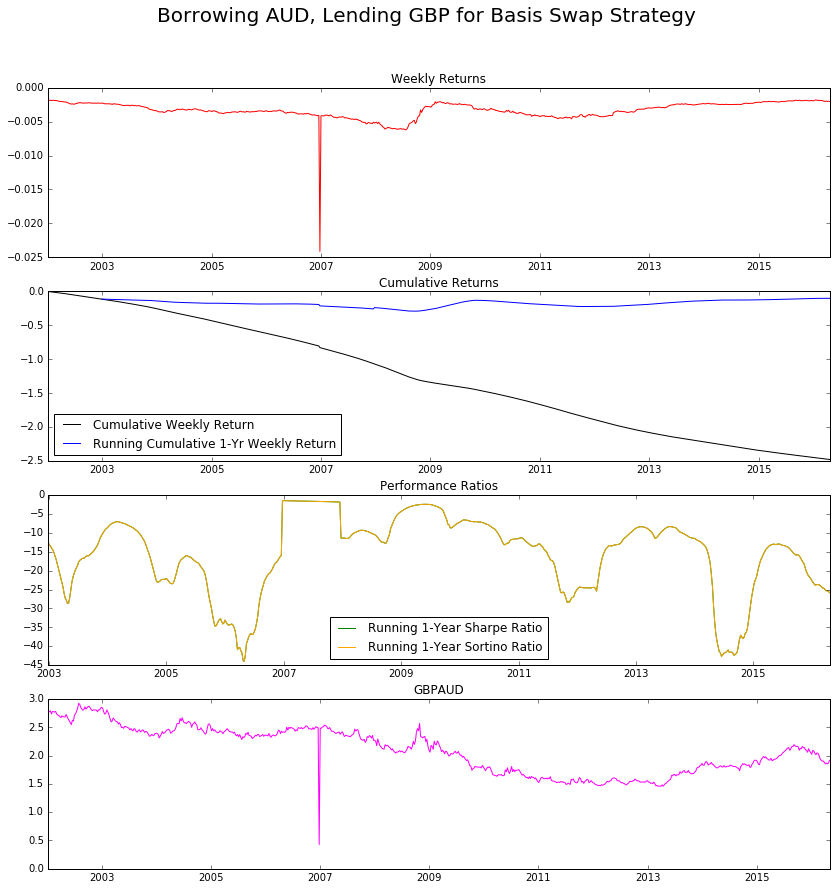 Borrowing AUD, Lending GBP for Basis Swap Strategy
Weekly Returns
0.000
−0.005
−0.010
−0.015
−0.020
−0.025
2003 2005 2007 2009 2011 2013 2015
Cumulative Returns
0.0
−0.5
−1.0
−1.5
−2.0
−2.5
Cumulative Weekly Return
Running Cumulative 1-Yr Weekly Return
2003 2005 2007 2009 2011 2013 2015
Performance Ratios
0
−5
−10
−15
−20
−25
−30
−35
−40
−45
Running 1-Year Sharpe Ratio
Running 1-Year Sortino Ratio
2003 2005 2007 2009 2011 2013 2015
GBPAUD
3.0
2.5
2.0
1.5
1.0
0.5
0.0
2003 2005 2007 2009 2011 2013 2015